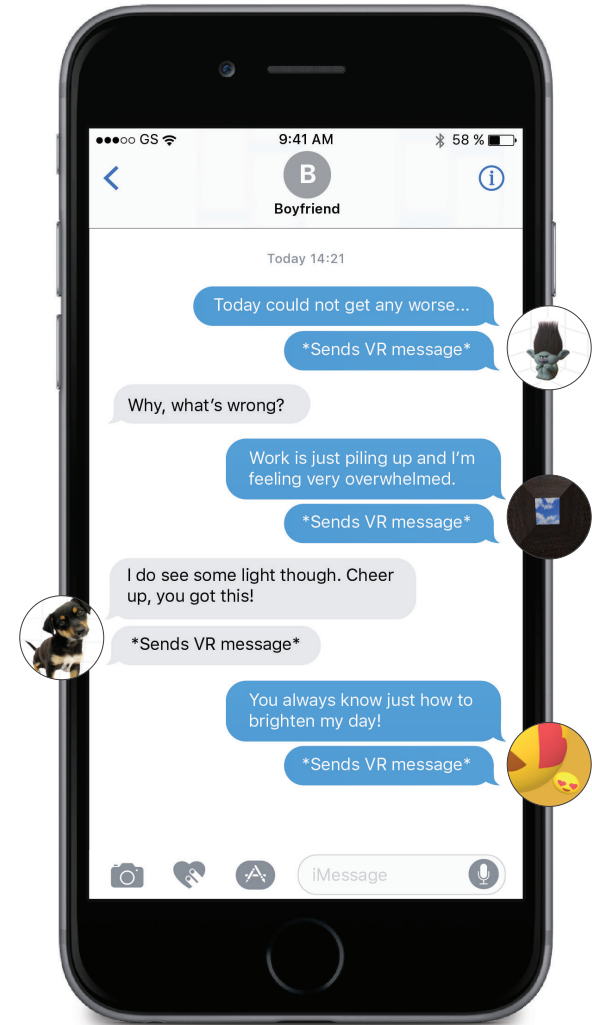 GS 9:41 AM 58 %
B
Boyfriend
Today 14:21
Today could not get any worse...
*Sends VR message*
Why, what's wrong?
Work is just piling up and I'm
feeling very overwhelmed.
*Sends VR message*
I do see some light though. Cheer
up, you got this!
*Sends VR message*
You always know just how to
brighten my day!
*Sends VR message*
iMessage